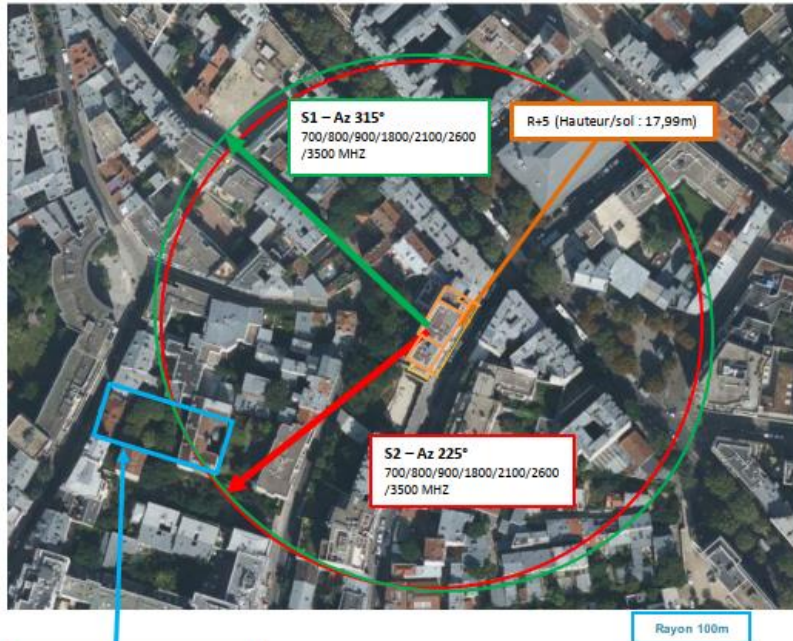 S1 – Az 315°
700/800/900/1800/2100/2600
/3500 MHZ
R+5 (Hauteur/sol : 17,99m)
S2 – Az 225°
700/800/900/1800/2100/2600
/3500 MHZ
Rayon 100m